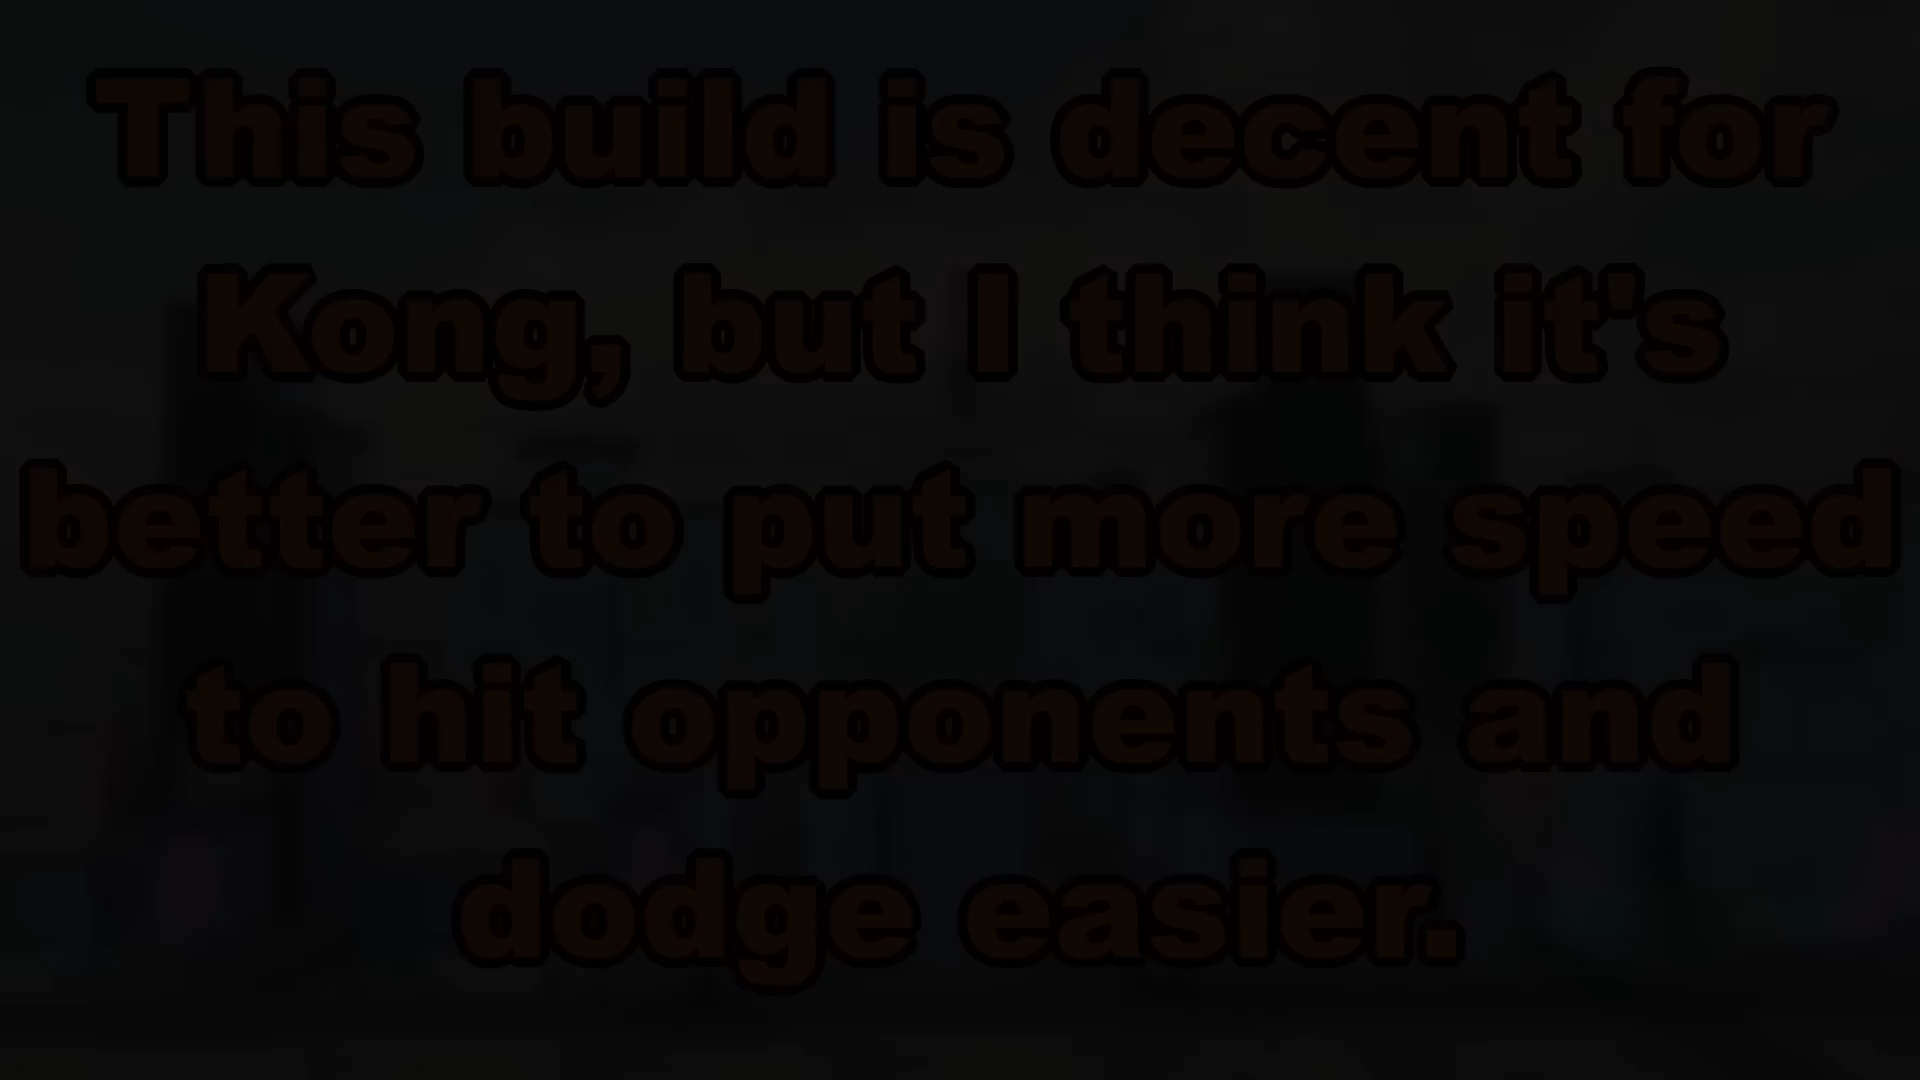 This build is decent for
Kong, but I think it's
better to put more speed
to hit opponents and
dodge easier.